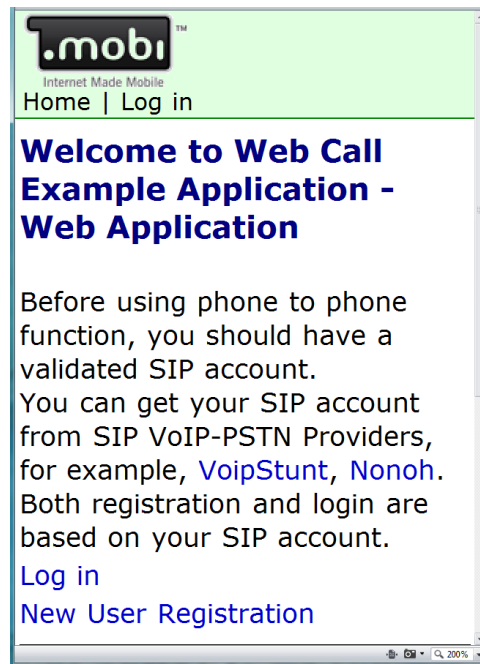 .mobi™
Internet Made Mobile
Home | Log in
Welcome to Web Call
Example Application -
Web Application
Before using phone to phone
function, you should have a
validated SIP account.
You can get your SIP account
from SIP VoIP-PSTN Providers,
for example, VoipStunt, Nonoh.
Both registration and login are
based on your SIP account.
Log in
New User Registration
200%